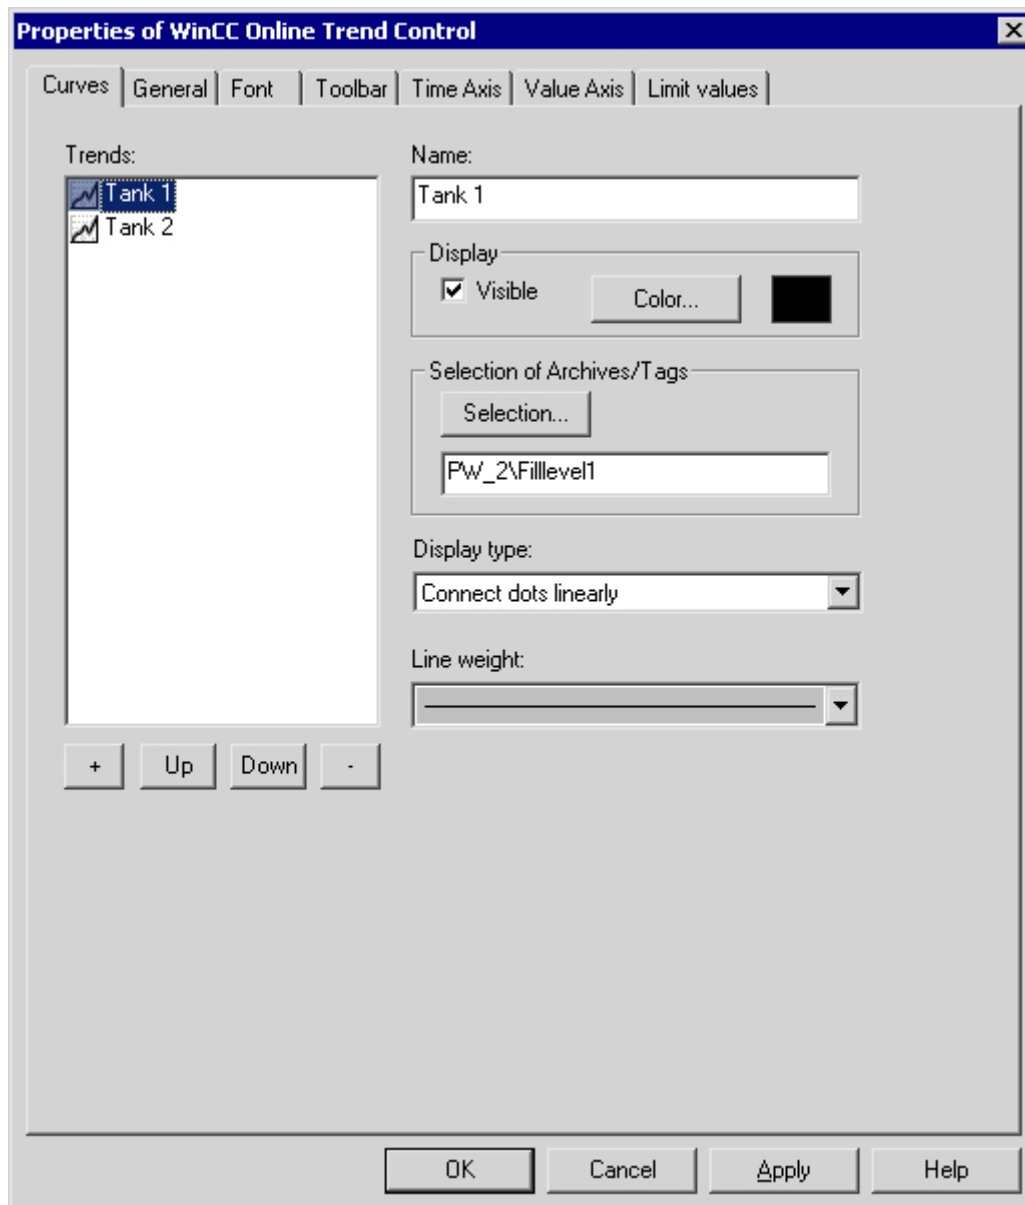 Properties of WinCC Online Trend Control
Curves General Font Toolbar Time Axis Value Axis Limit values
Trends:
Tank 1
Tank 2
+ Up Down -
Name:
Tank 1
Display
Visible Color...
Selection of Archives/Tags
Selection...
PW_2\Filllevel1
Display type:
Connect dots linearly
Line weight:
OK Cancel Apply Help